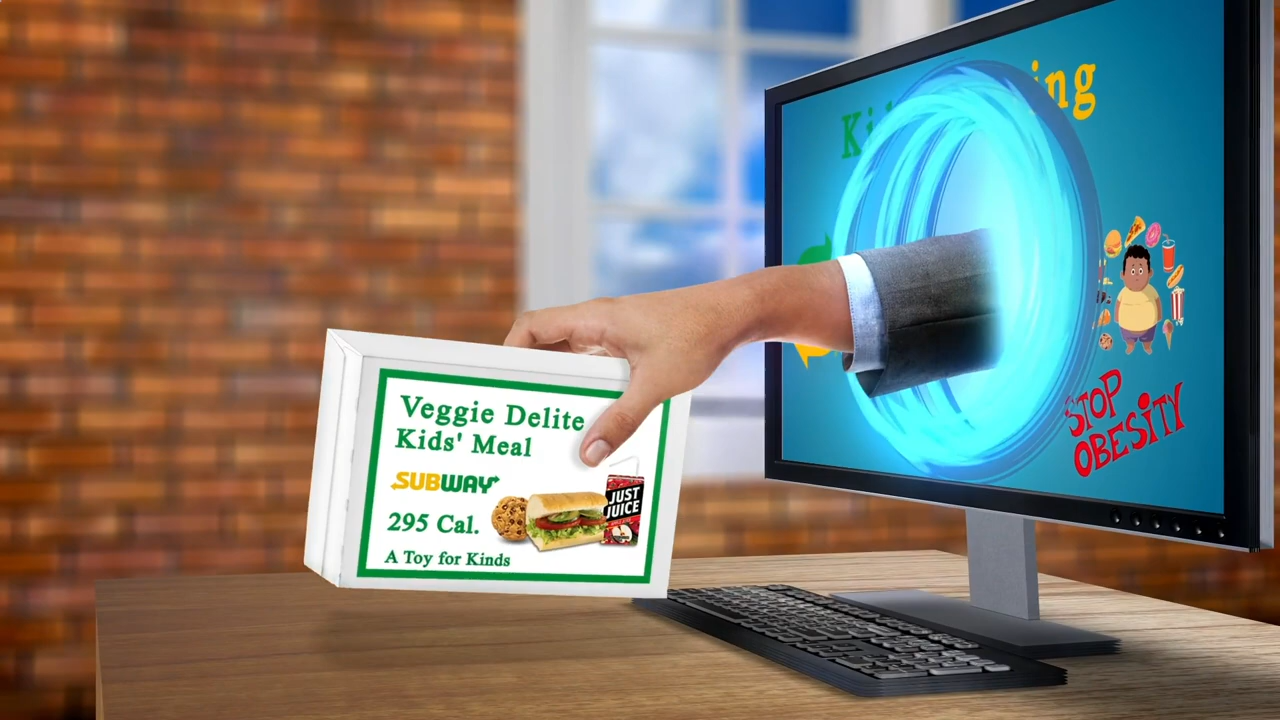 Veggie Delite
Kids' Meal
SUBWAY
295 Cal.
A Toy for Kinds
JUST
JUICE
STOP
OBESITY